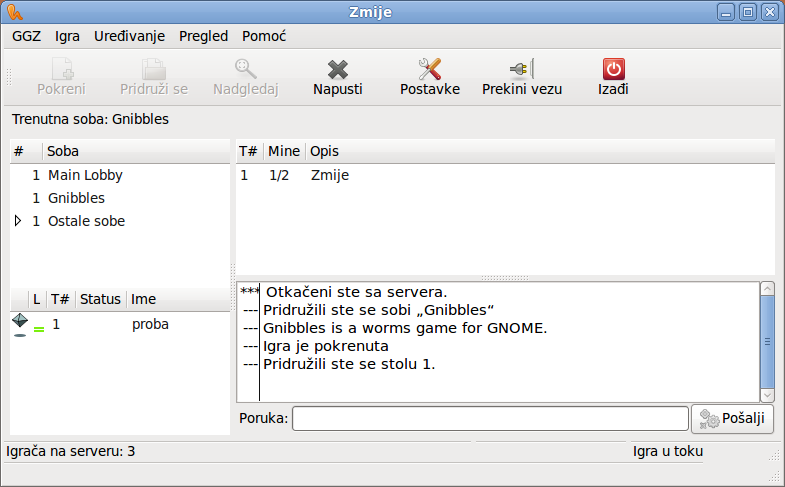 Zmije
GGZ Igra Uređivanje Pregled Pomoć
Pokreni Pridruži se Nadgledaj Napusti Postavke Prekini vezu Izađi
Trenutna soba: Gnibbles
# Soba
1 Main Lobby
1 Gnibbles
1 Ostale sobe
T# Mine Opis
1 1/2 Zmije
L T# Status Ime
1 proba
*** Otkačeni ste sa servera.
--- Pridružili ste se sobi „Gnibbles“
--- Gnibbles is a worms game for GNOME.
--- Igra je pokrenuta
--- Pridružili ste se stolu 1.
Poruka: Pošalji
Igrača na serveru: 3 Igra u toku